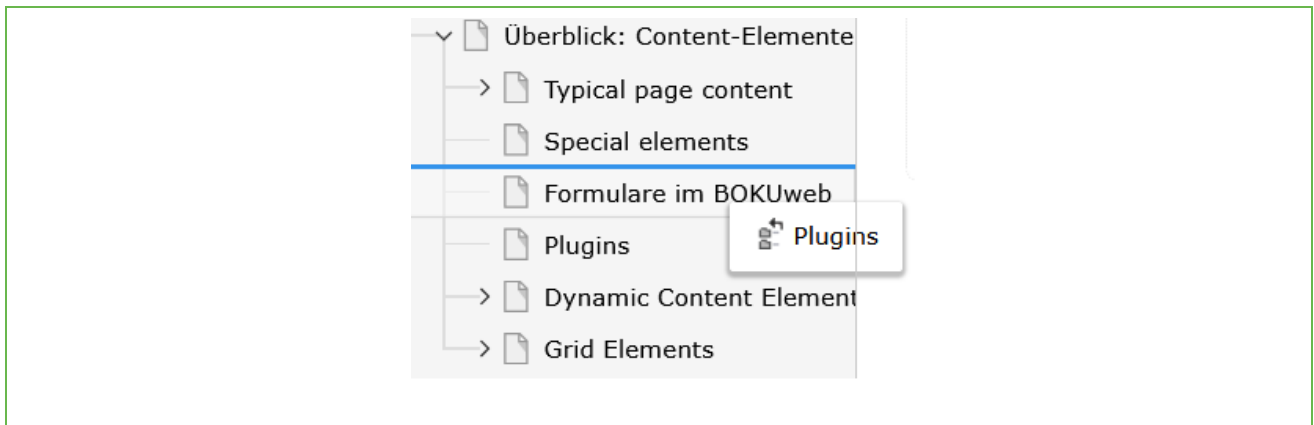 Überblick: Content-Elemente
Typical page content
Special elements
Formulare im BOKUweb
Plugins
Plugins
Dynamic Content Element
Grid Elements